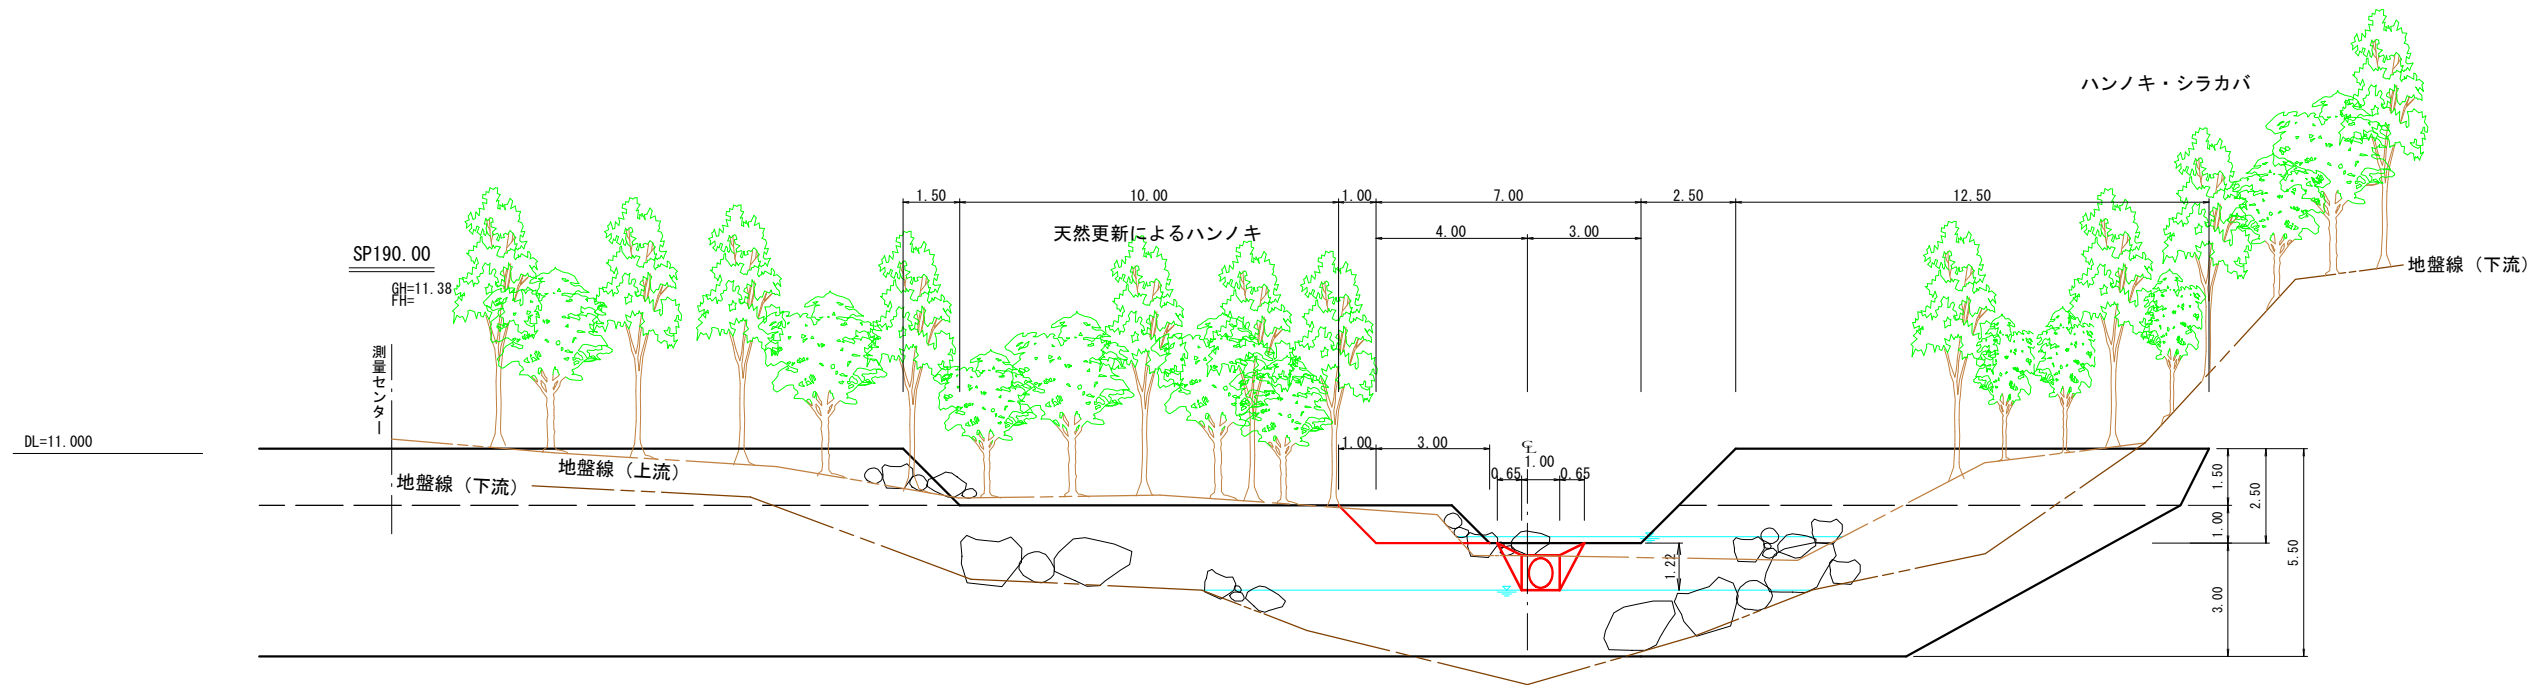 ハンノキ・シラカバ
1.50
10.00
1.00
7.00
2.50
12.50
天然更新によるハンノキ
4.00
3.00
SP190.00
地盤線（下流）
GH=11.38
FH=
測量センター
DL=11.000
1.00
3.00
℄
1.00
0.65
0.65
地盤線（上流）
地盤線（下流）
1.50
2.50
1.00
5.50
1.22
3.00